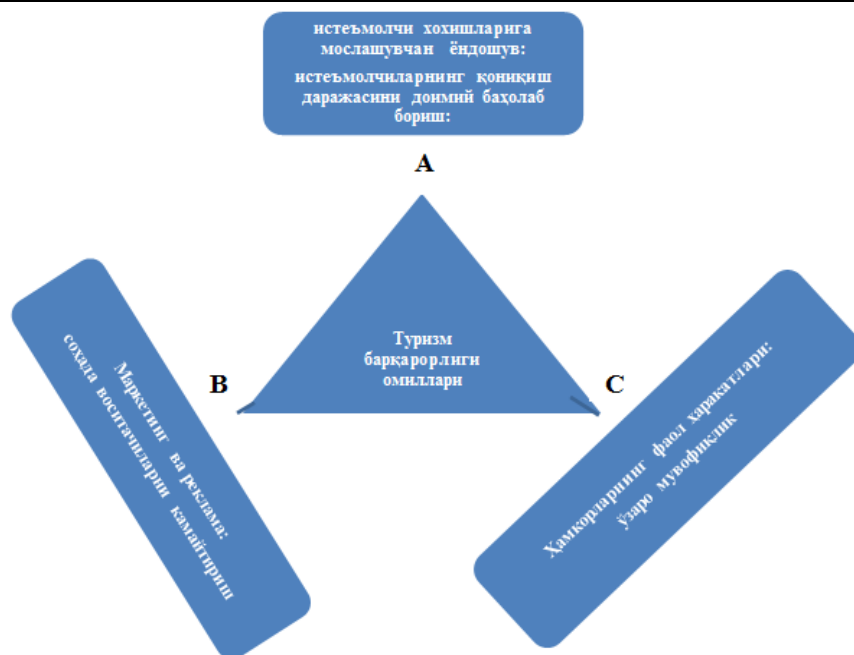 истеъмолчи хохишларига
мослашувчан ёндошув:
истеъмолчиларнинг қониқиш
даражасини доимий баҳолаб
бориш:
A
Туризм
барқарорлиги
омиллари
B
C
Маркетинг ва реклама:
соҳада воситачиларни камайтириш
Ҳамкорларнинг фаол харакатлари:
ўзаро мувофиқлик